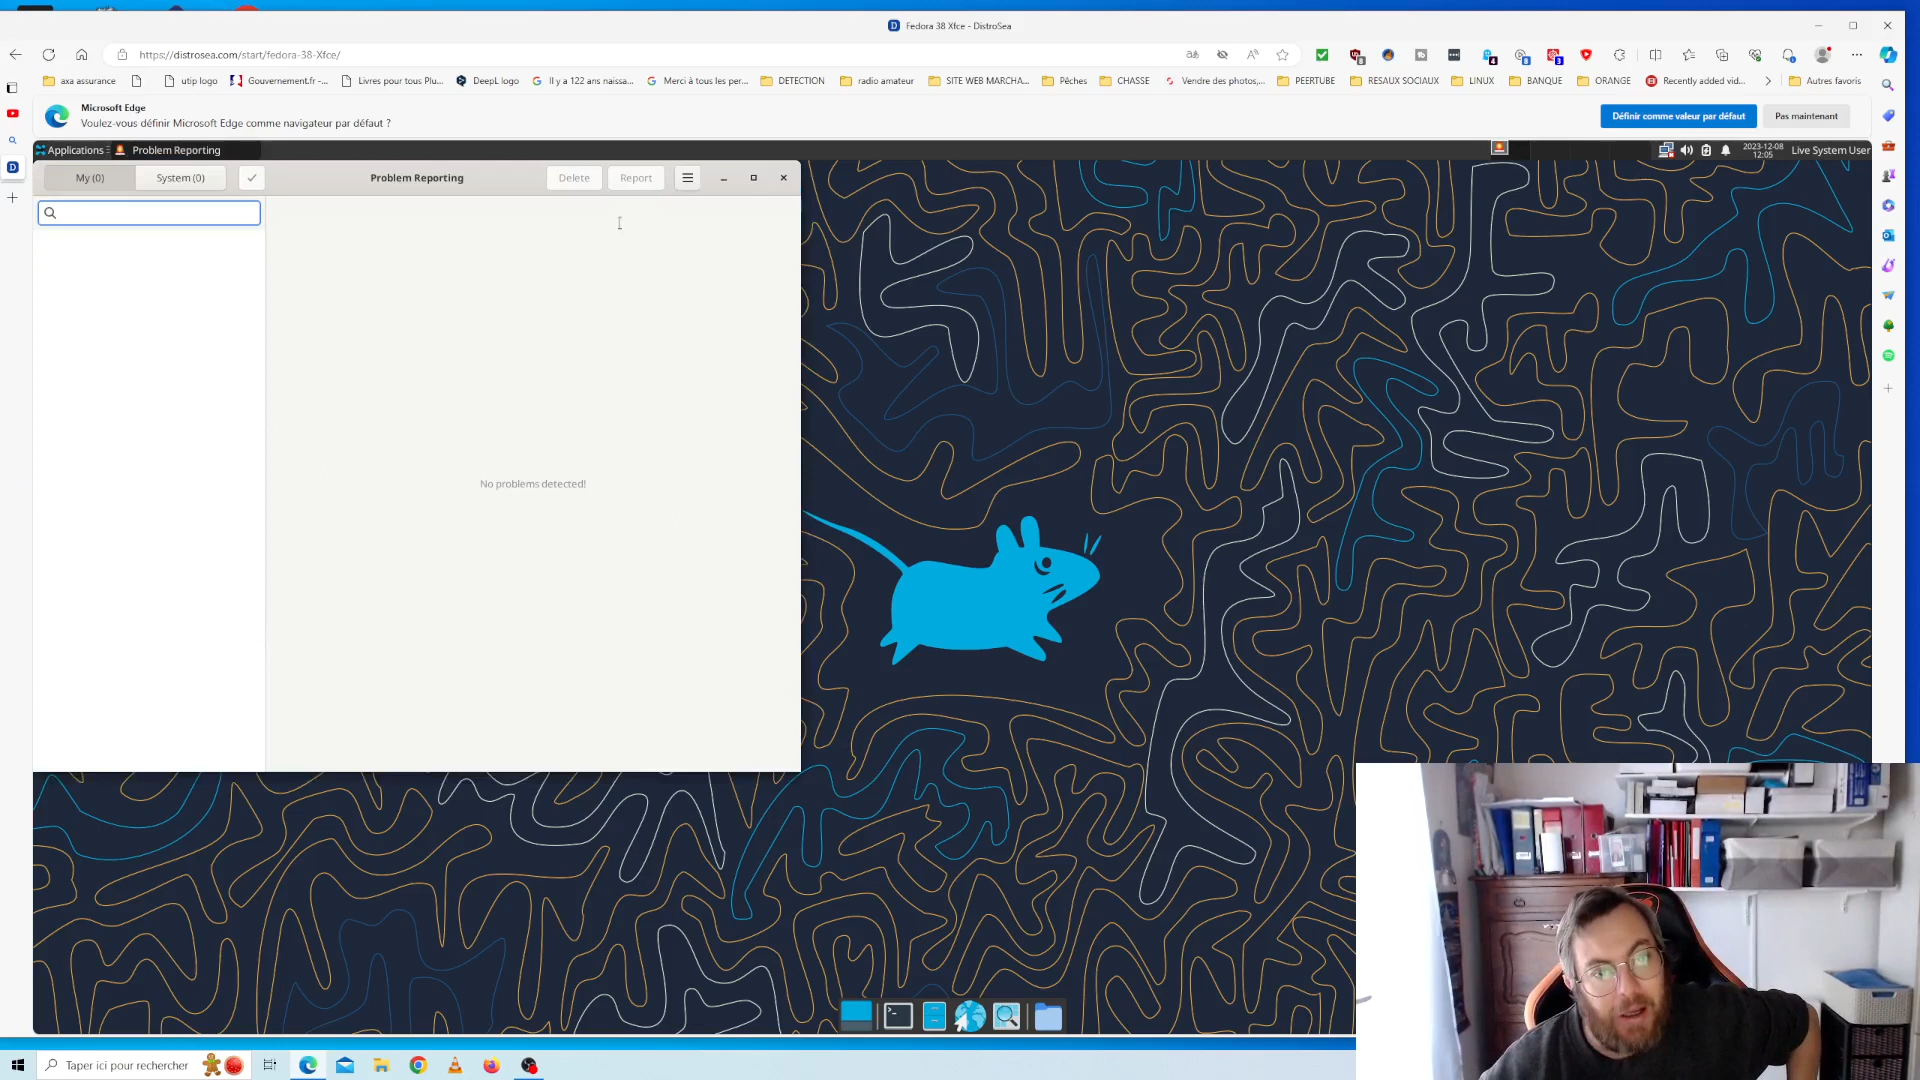 Fedora 38 Xfce - DistroSea
https://distrosea.com/start/fedora-38-Xfce/
axa assurance
utip logo
Gouvernement.fr -...
Livres pour tous Plu...
DeepL logo
Il y a 122 ans naissa...
Merci à tous les per...
DETECTION
radio amateur
SITE WEB MARCHA...
Pêches
CHASSE
Vendre des photos,...
PEERTUBE
RESAUX SOCIAUX
LINUX
BANQUE
ORANGE
Recently added vid...
Autres favoris
Microsoft Edge
Voulez-vous définir Microsoft Edge comme navigateur par défaut ?
Définir comme valeur par défaut
Pas maintenant
Applications
Problem Reporting
2023-12-08
12:05
Live System User
My (0)
System (0)
Problem Reporting
Delete
Report
No problems detected!
Taper ici pour rechercher